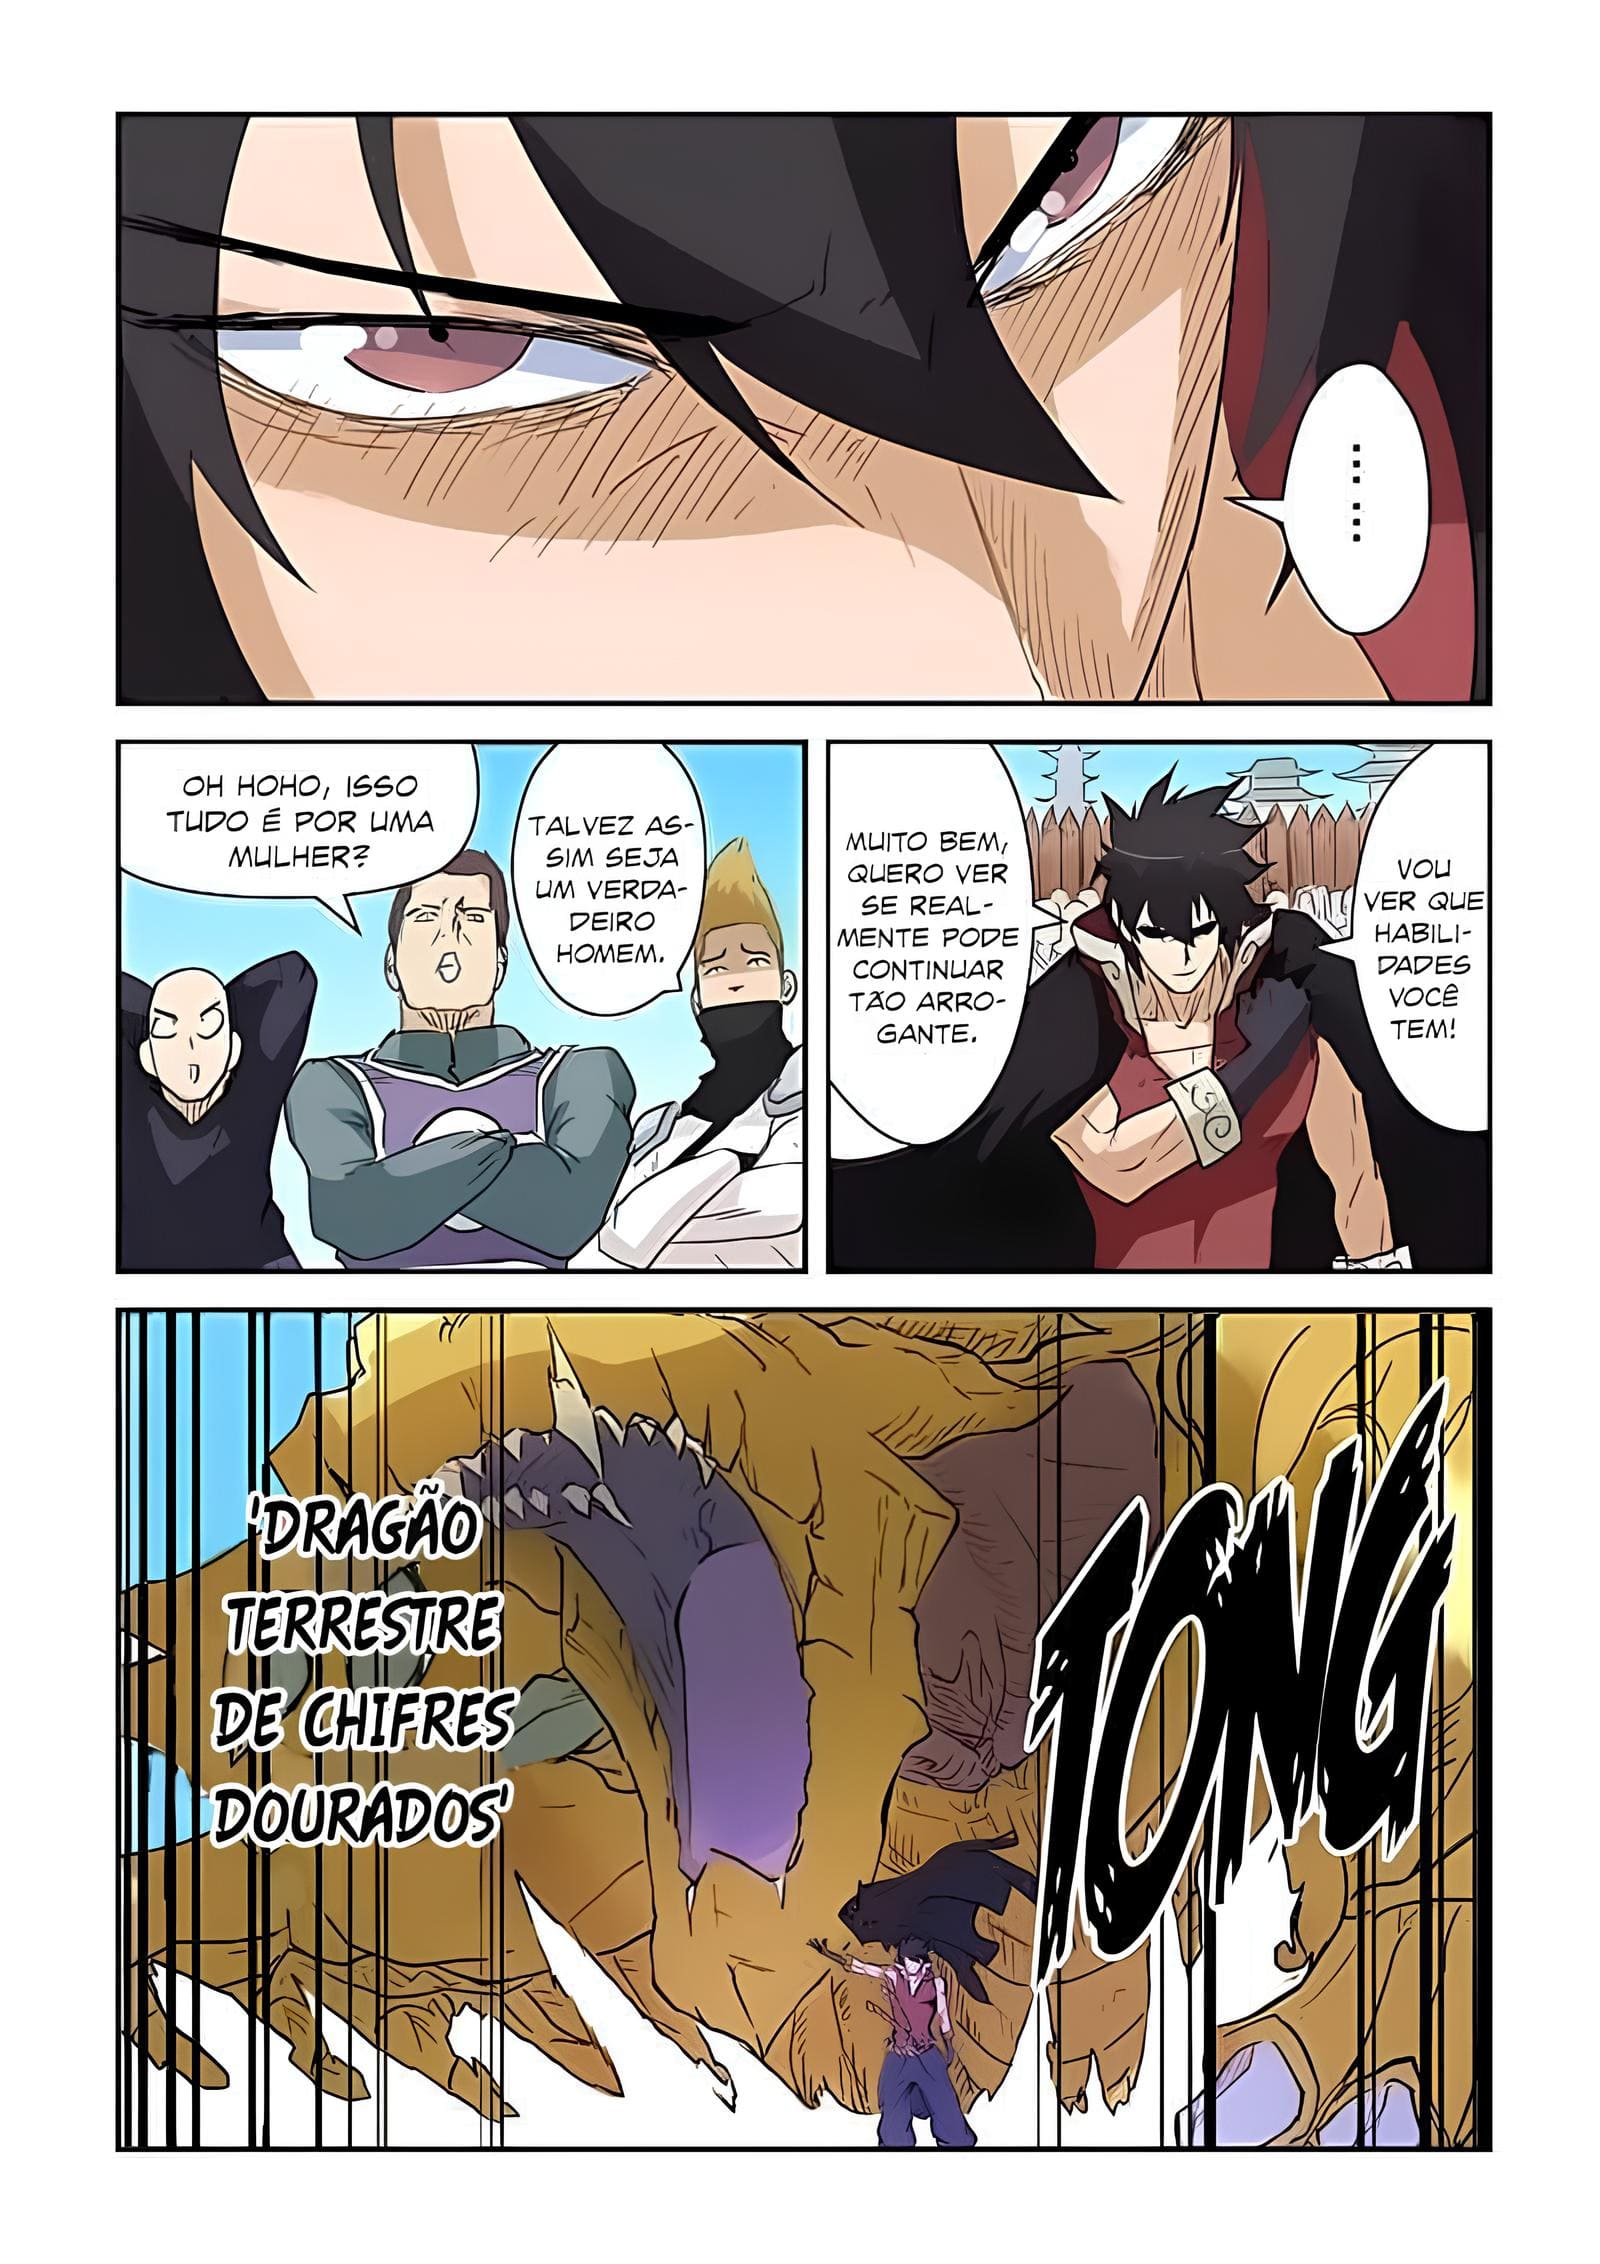 ......
OH HOHO, ISSO
TUDO É POR UMA
MULHER?
TALVEZ AS-
SIM SEJA
UM VERDA-
DEIRO
HOMEM.
MUITO BEM,
QUERO VER
SE REAL-
MENTE PODE
CONTINUAR
TÃO ARRO-
GANTE.
VOU
VER QUE
HABILI-
DADES
VOCÊ
TEM!
'DRAGÃO
TERRESTRE
DE CHIFRES
DOURADOS'
TONG